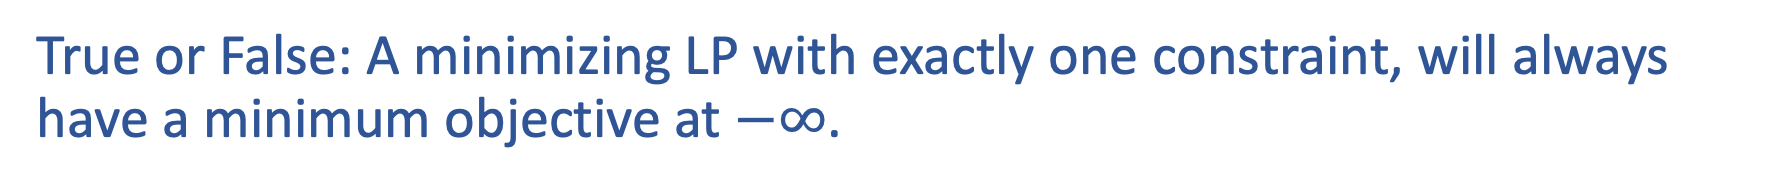 True or False: A minimizing LP with exactly one constraint, will always
have a minimum objective at −∞.